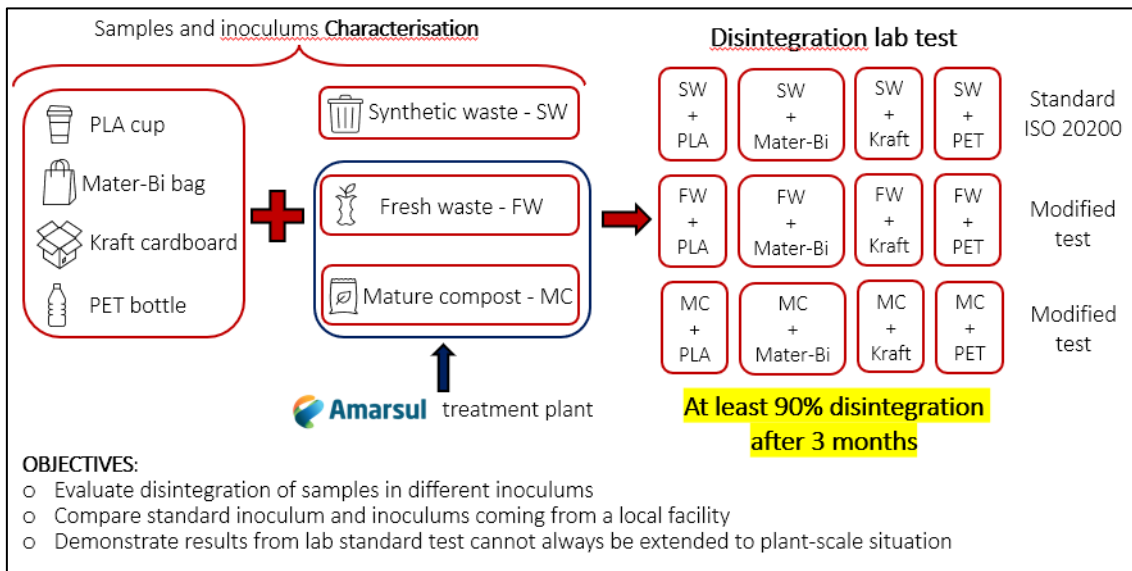 Samples and inoculums Characterisation
PLA cup
Mater-Bi bag
Kraft cardboard
PET bottle
Synthetic waste - SW
Fresh waste - FW
Mature compost - MC
Amarsul treatment plant
Disintegration lab test
SW
+
PLA
SW
+
Mater-Bi
SW
+
Kraft
SW
+
PET
Standard
ISO 20200
FW
+
PLA
FW
+
Mater-Bi
FW
+
Kraft
FW
+
PET
Modified
test
MC
+
PLA
MC
+
Mater-Bi
MC
+
Kraft
MC
+
PET
Modified
test
At least 90% disintegration
after 3 months
OBJECTIVES:
o Evaluate disintegration of samples in different inoculums
o Compare standard inoculum and inoculums coming from a local facility
o Demonstrate results from lab standard test cannot always be extended to plant-scale situation